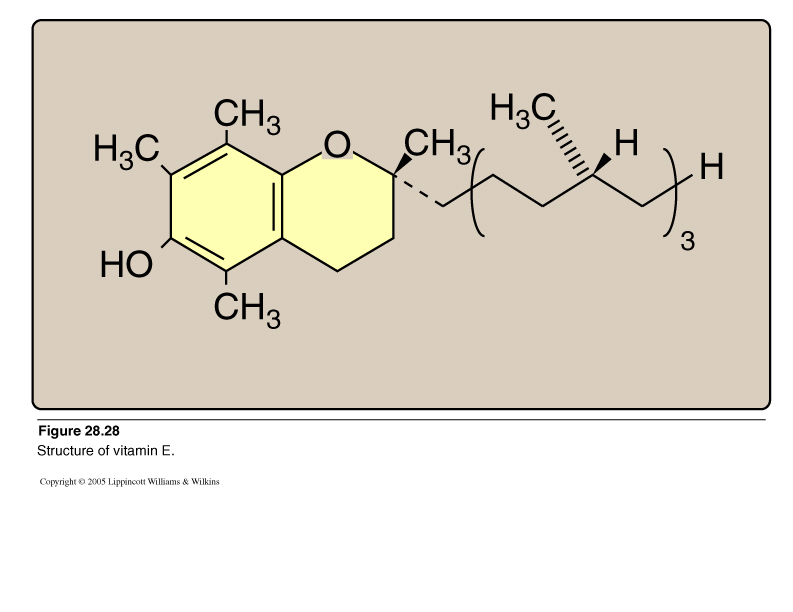 CH3
H3C
O
CH3
H3C
H
H
HO
3
CH3
Figure 28.28
Structure of vitamin E.
Copyright © 2005 Lippincott Williams & Wilkins